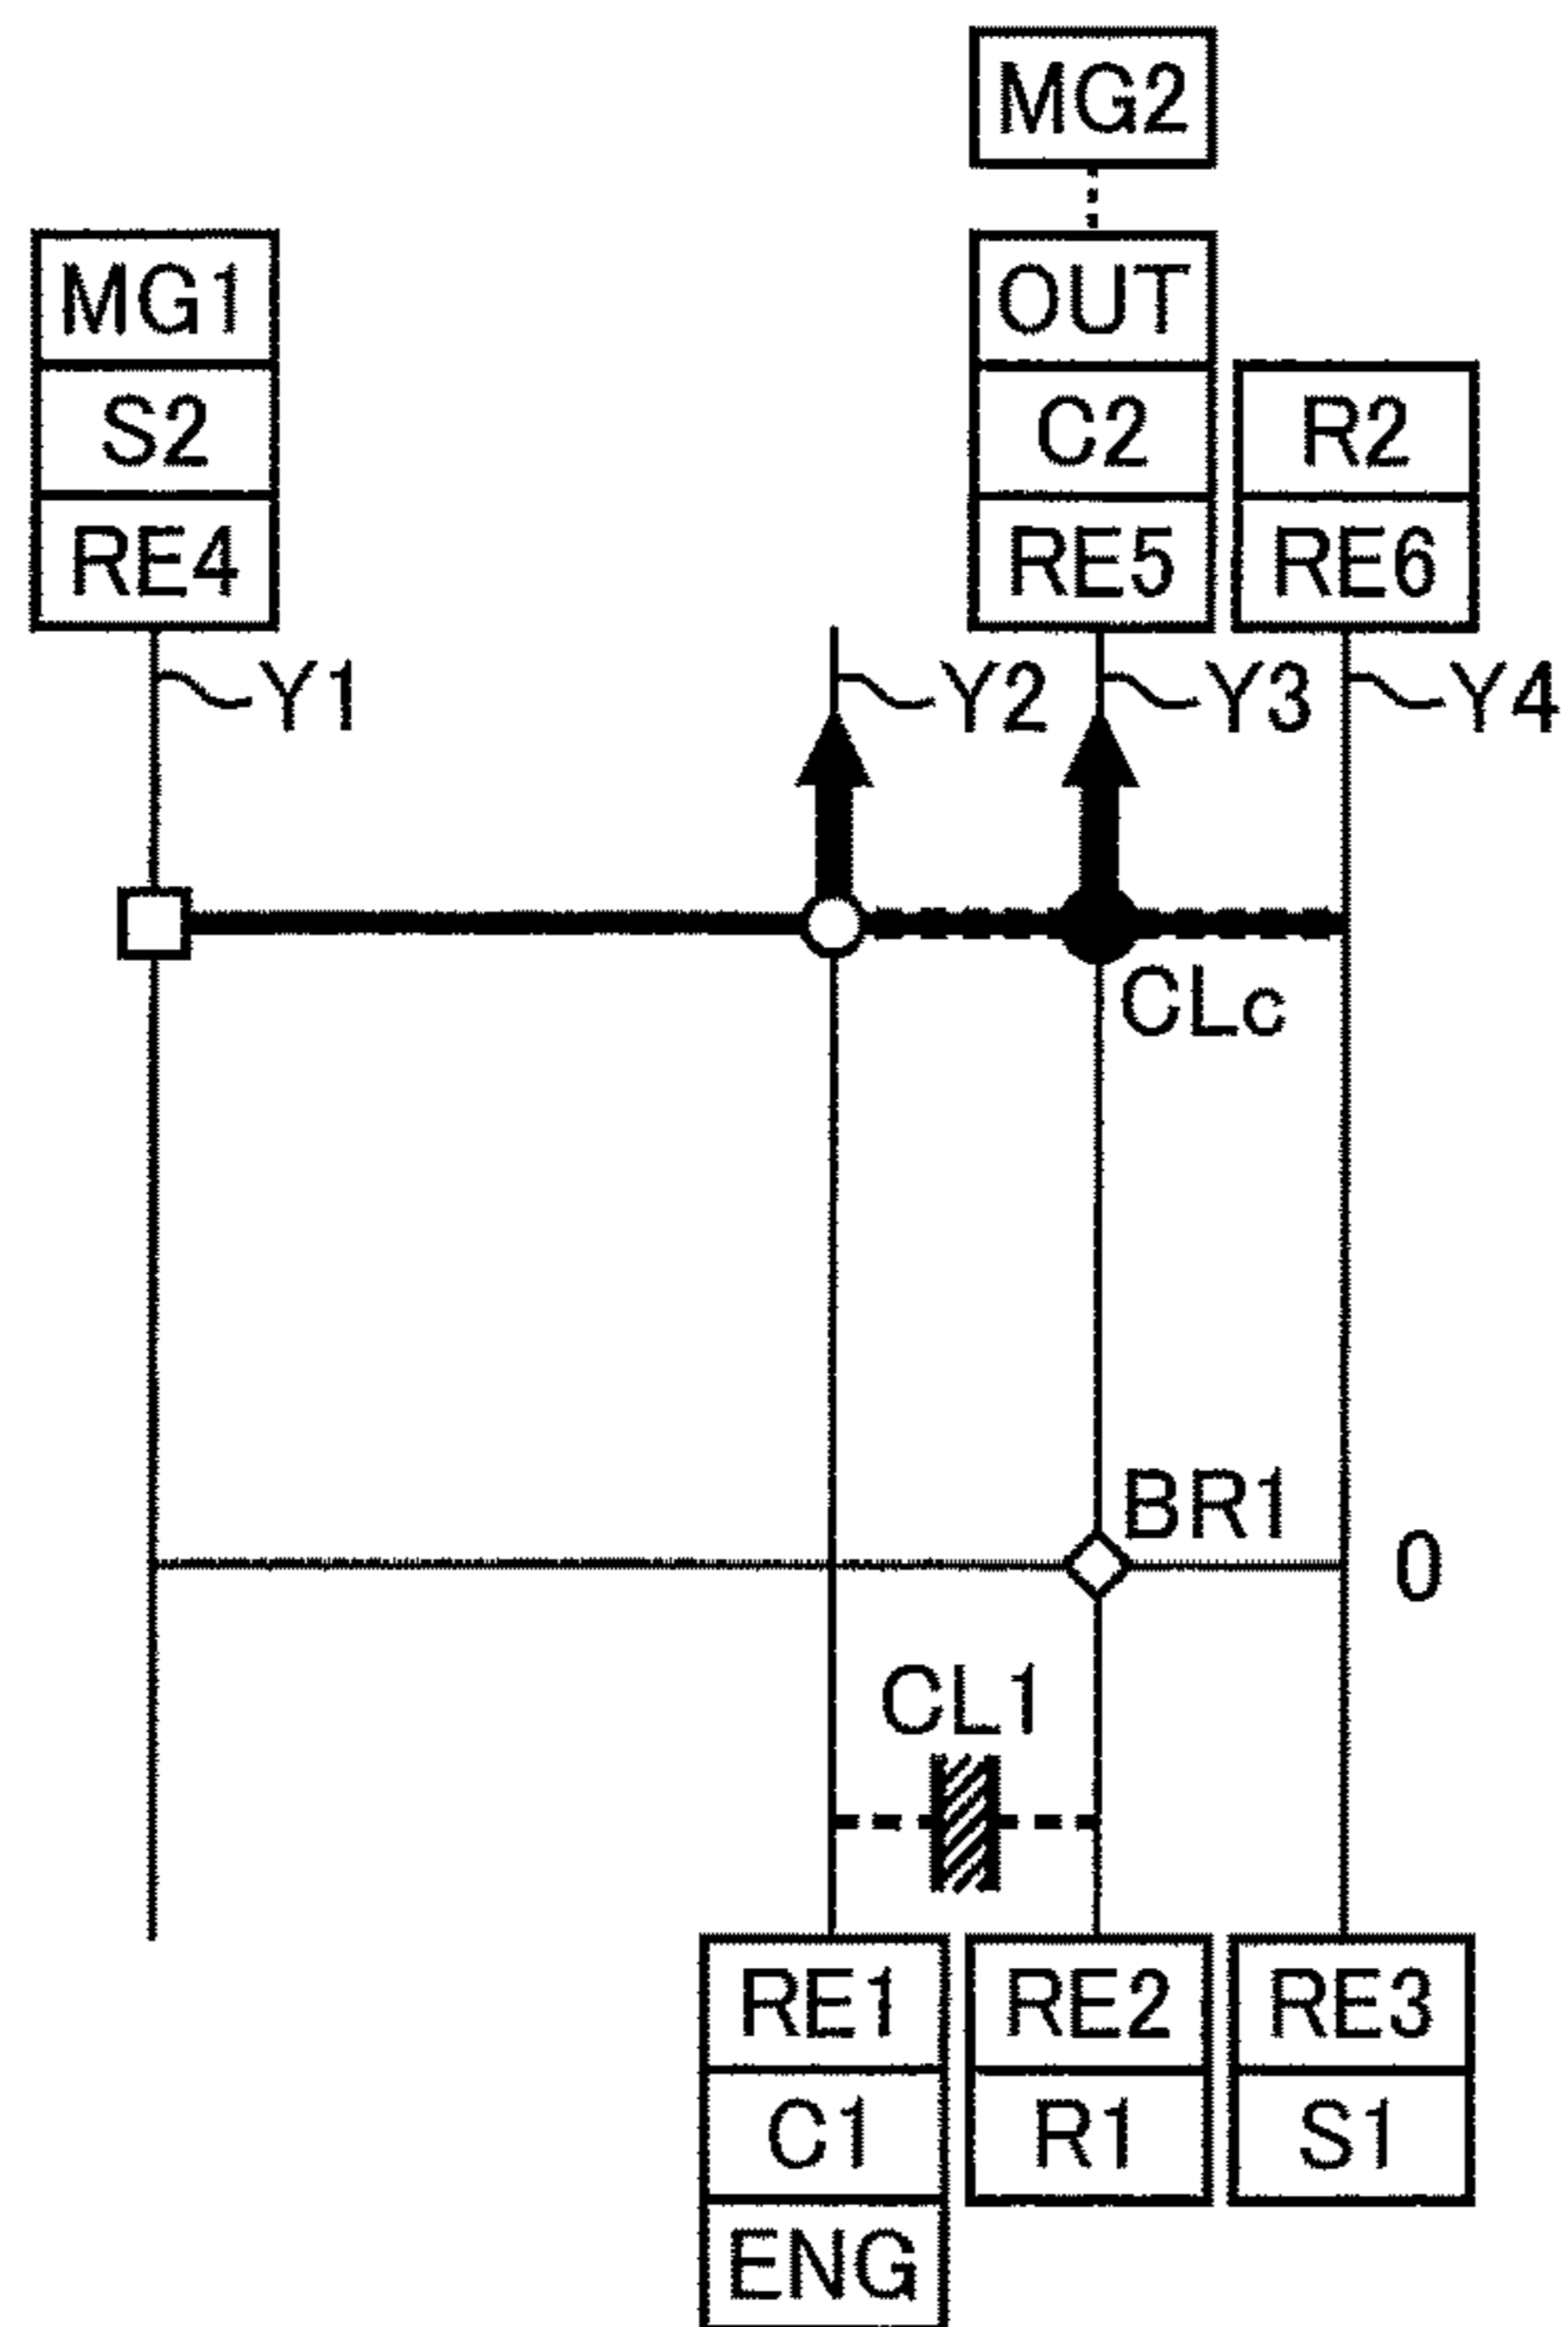 MG2
MG1
OUT
S2
C2
R2
RE4
RE5
RE6
Y1
Y2
Y3
Y4
CLc
BR1
0
CL1
RE1
RE2
RE3
C1
R1
S1
ENG